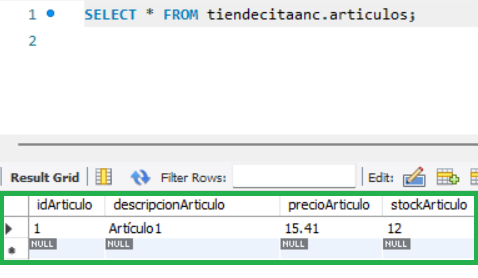 1 SELECT * FROM tiendecitaanc.articulos;
2
Result Grid Filter Rows: Edit:
idArticulo descripcionArticulo precioArticulo stockArticulo
1 Artículo1 15.41 12
NULL NULL NULL NULL